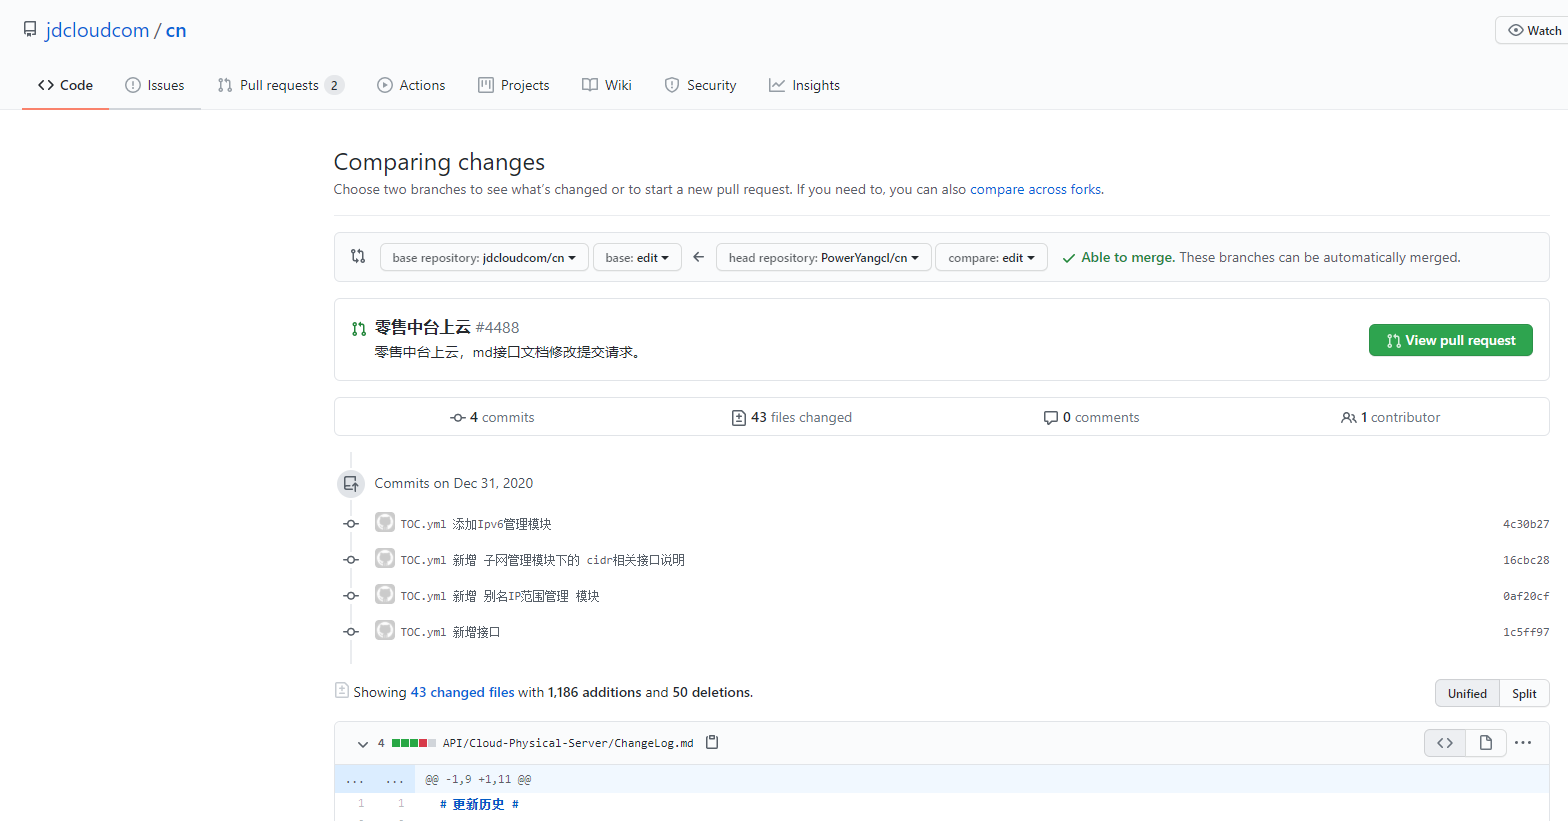 jdcloudcom / cn
Watch
Code Issues Pull requests 2 Actions Projects Wiki Security Insights
Comparing changes
Choose two branches to see what's changed or to start a new pull request. If you need to, you can also compare across forks.
base repository: jdcloudcom/cn base: edit head repository: PowerYangcl/cn compare: edit Able to merge. These branches can be automatically merged.
零售中台上云 #4488
零售中台上云，md接口文档修改提交请求。
View pull request
4 commits 43 files changed 0 comments 1 contributor
Commits on Dec 31, 2020
TOC.yml 添加Ipv6管理模块 4c30b27
TOC.yml 新增 子网管理模块下的 cidr相关接口说明 16cbc28
TOC.yml 新增 别名IP范围管理 模块 0af20cf
TOC.yml 新增接口 1c5ff97
Showing 43 changed files with 1,186 additions and 50 deletions.
Unified Split
4 API/Cloud-Physical-Server/ChangeLog.md
... ... @@ -1,9 +1,11 @@
1 1 # 更新历史 #